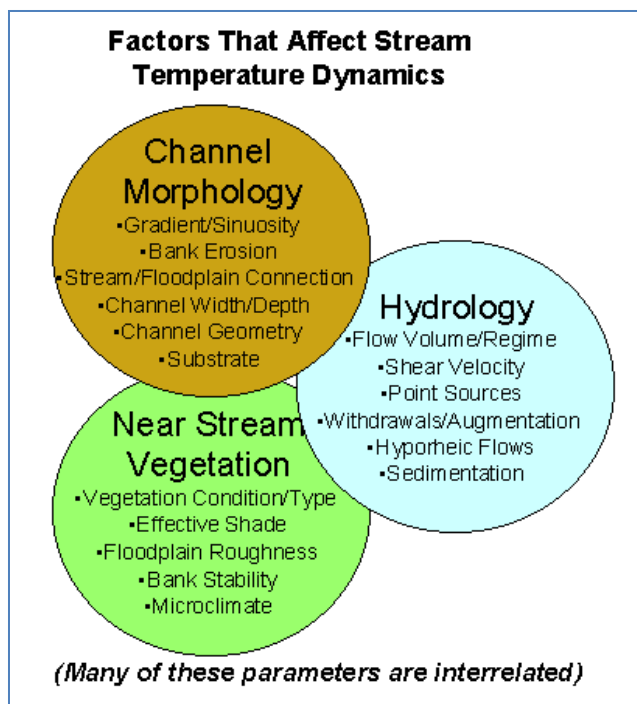 Factors That Affect Stream
Temperature Dynamics
Channel
Morphology
▪Gradient/Sinuosity
▪Bank Erosion
▪Stream/Floodplain Connection
▪Channel Width/Depth
▪Channel Geometry
▪Substrate
Hydrology
▪Flow Volume/Regime
▪Shear Velocity
▪Point Sources
▪Withdrawals/Augmentation
▪Hyporheic Flows
▪Sedimentation
Near Stream
Vegetation
▪Vegetation Condition/Type
▪Effective Shade
▪Floodplain Roughness
▪Bank Stability
▪Microclimate
(Many of these parameters are interrelated)